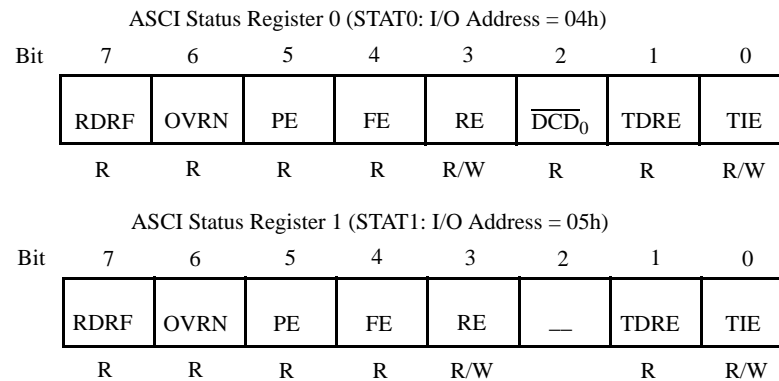 ASCI Status Register 0 (STAT0: I/O Address = 04h)
Bit 7 6 5 4 3 2 1 0
RDRF OVRN PE FE RE D̅C̅D̅₀ TDRE TIE
R R R R R/W R R R/W
ASCI Status Register 1 (STAT1: I/O Address = 05h)
Bit 7 6 5 4 3 2 1 0
RDRF OVRN PE FE RE __ TDRE TIE
R R R R R/W R R/W